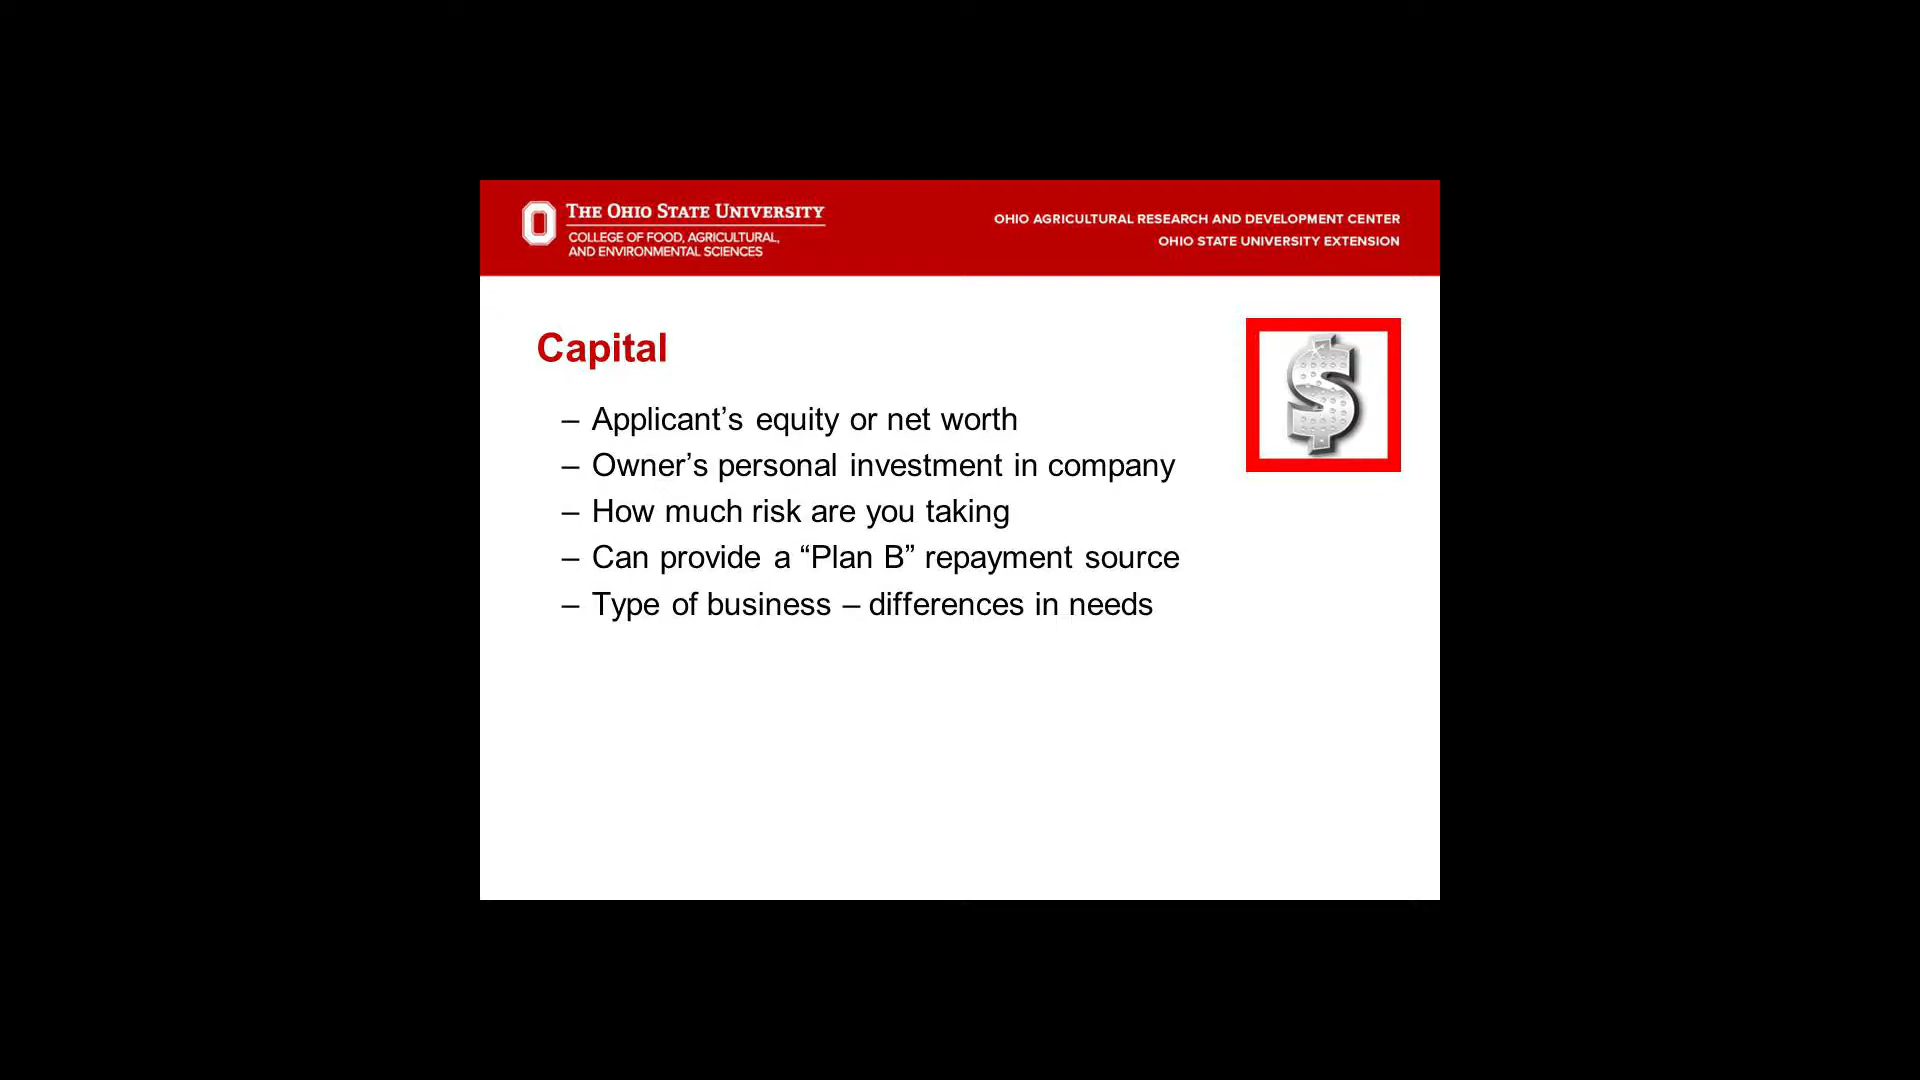 THE OHIO STATE UNIVERSITY
COLLEGE OF FOOD, AGRICULTURAL,
AND ENVIRONMENTAL SCIENCES
OHIO AGRICULTURAL RESEARCH AND DEVELOPMENT CENTER
OHIO STATE UNIVERSITY EXTENSION
Capital
$
– Applicant’s equity or net worth
– Owner’s personal investment in company
– How much risk are you taking
– Can provide a “Plan B” repayment source
– Type of business – differences in needs